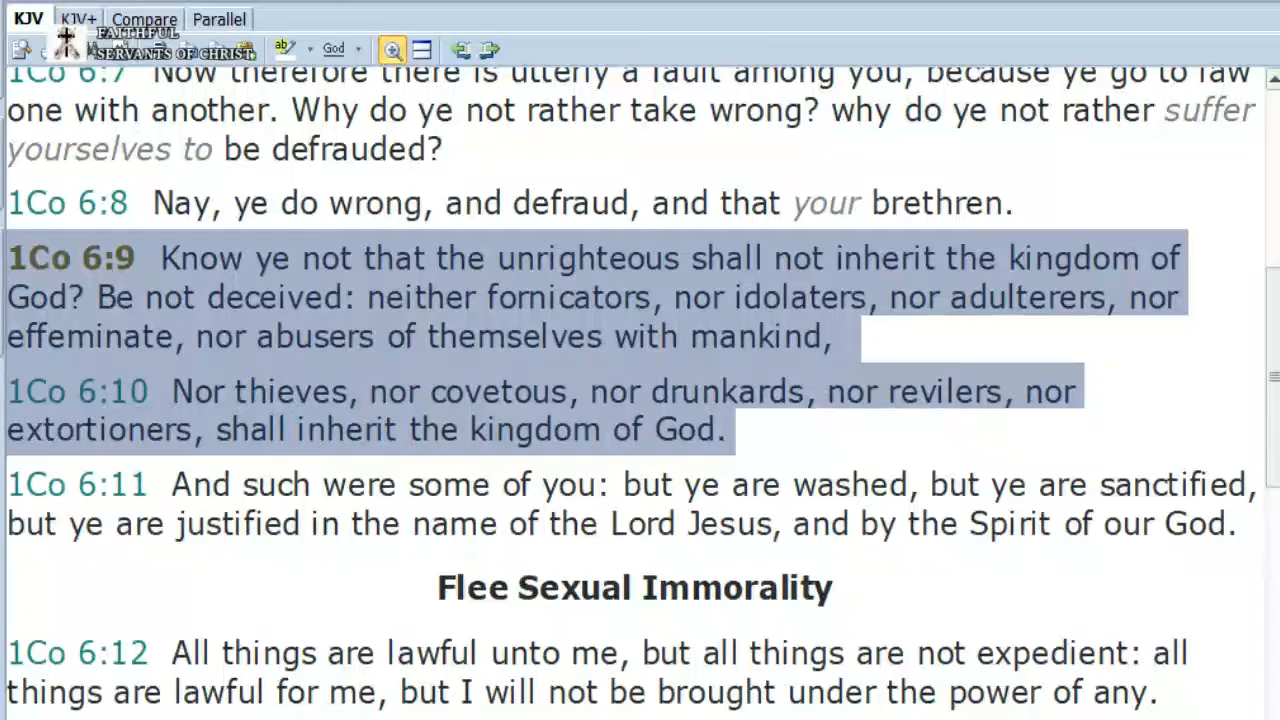 KJV KJV+ Compare Parallel
FAITHFUL
SERVANTS OF CHRIST
God
1Co 6:7 Now therefore there is utterly a fault among you, because ye go to law
one with another. Why do ye not rather take wrong? why do ye not rather suffer
yourselves to be defrauded?
1Co 6:8 Nay, ye do wrong, and defraud, and that your brethren.
1Co 6:9 Know ye not that the unrighteous shall not inherit the kingdom of
God? Be not deceived: neither fornicators, nor idolaters, nor adulterers, nor
effeminate, nor abusers of themselves with mankind,
1Co 6:10 Nor thieves, nor covetous, nor drunkards, nor revilers, nor
extortioners, shall inherit the kingdom of God.
1Co 6:11 And such were some of you: but ye are washed, but ye are sanctified,
but ye are justified in the name of the Lord Jesus, and by the Spirit of our God.
Flee Sexual Immorality
1Co 6:12 All things are lawful unto me, but all things are not expedient: all
things are lawful for me, but I will not be brought under the power of any.